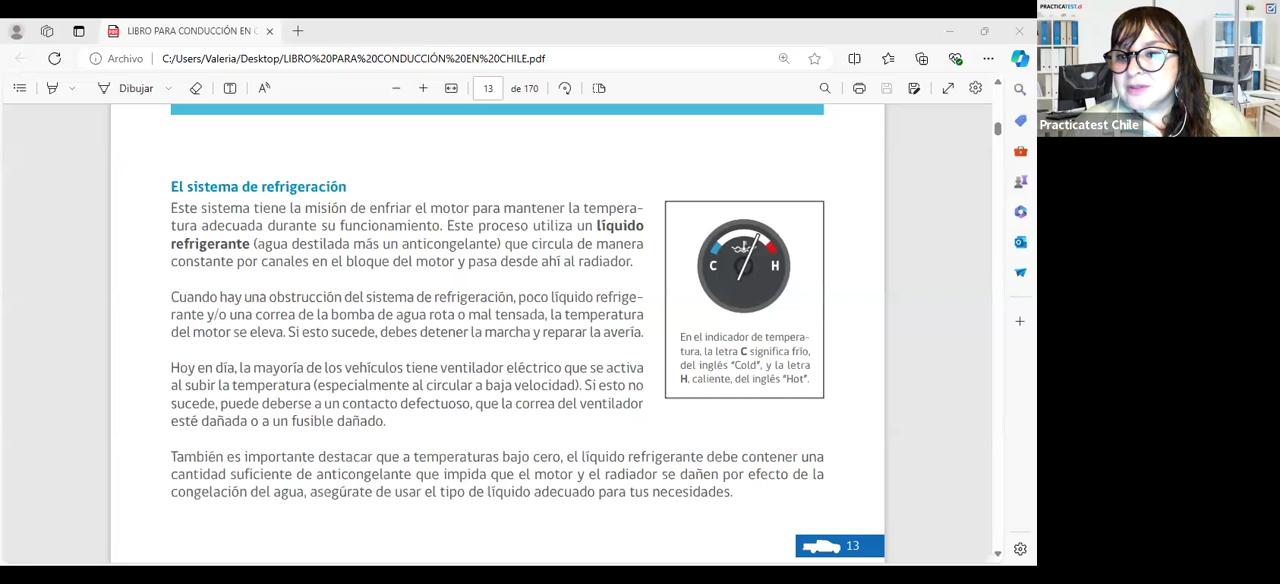 LIBRO PARA CONDUCCIÓN EN C
Archivo
C:/Users/Valeria/Desktop/LIBRO%20PARA%20CONDUCCIÓN%20EN%20CHILE.pdf
Dibujar
13
de 170
PRACTICATEST.cl
Practicatest Chile
El sistema de refrigeración
Este sistema tiene la misión de enfriar el motor para mantener la tempera-
tura adecuada durante su funcionamiento. Este proceso utiliza un líquido
refrigerante (agua destilada más un anticongelante) que circula de manera
constante por canales en el bloque del motor y pasa desde ahí al radiador.
Cuando hay una obstrucción del sistema de refrigeración, poco líquido refrige-
rante y/o una correa de la bomba de agua rota o mal tensada, la temperatura
del motor se eleva. Si esto sucede, debes detener la marcha y reparar la avería.
Hoy en día, la mayoría de los vehículos tiene ventilador eléctrico que se activa
al subir la temperatura (especialmente al circular a baja velocidad). Si esto no
sucede, puede deberse a un contacto defectuoso, que la correa del ventilador
esté dañada o a un fusible dañado.
C
H
En el indicador de tempera-
tura, la letra C significa frío,
del inglés "Cold", y la letra
H, caliente, del inglés "Hot".
También es importante destacar que a temperaturas bajo cero, el líquido refrigerante debe contener una
cantidad suficiente de anticongelante que impida que el motor y el radiador se dañen por efecto de la
congelación del agua, asegúrate de usar el tipo de líquido adecuado para tus necesidades.
13